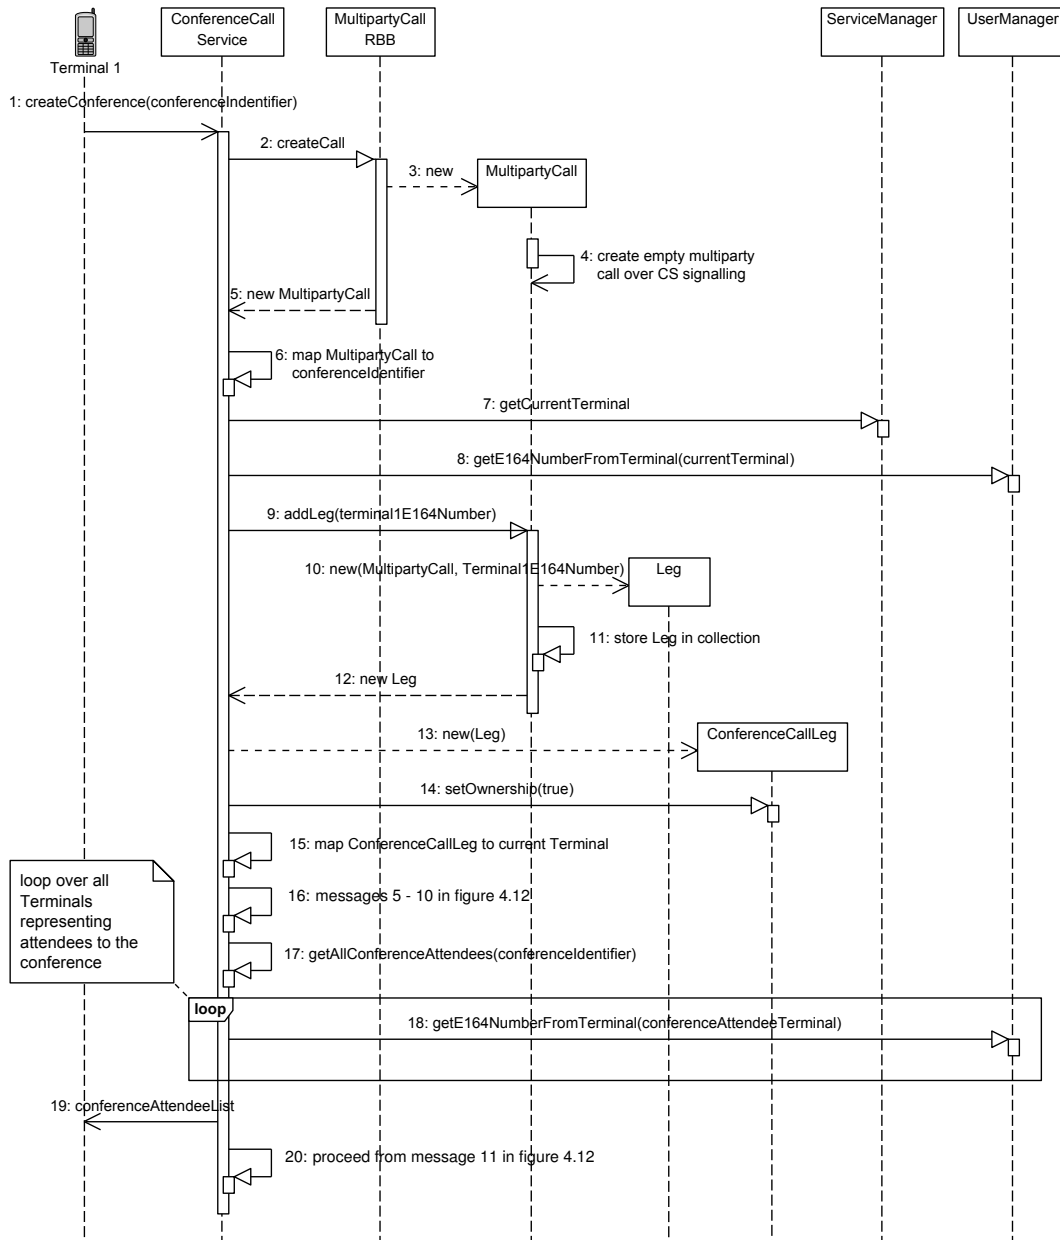 ConferenceCall
Service
MultipartyCall
RBB
ServiceManager
UserManager
Terminal 1
1: createConference(conferenceIndentifier)
2: createCall
3: new
MultipartyCall
4: create empty multiparty
call over CS signalling
5: new MultipartyCall
6: map MultipartyCall to
conferenceIdentifier
7: getCurrentTerminal
8: getE164NumberFromTerminal(currentTerminal)
9: addLeg(terminal1E164Number)
10: new(MultipartyCall, Terminal1E164Number)
Leg
11: store Leg in collection
12: new Leg
13: new(Leg)
ConferenceCallLeg
14: setOwnership(true)
15: map ConferenceCallLeg to current Terminal
loop over all
Terminals
representing
attendees to the
conference
16: messages 5 - 10 in figure 4.12
17: getAllConferenceAttendees(conferenceIdentifier)
loop
18: getE164NumberFromTerminal(conferenceAttendeeTerminal)
19: conferenceAttendeeList
20: proceed from message 11 in figure 4.12